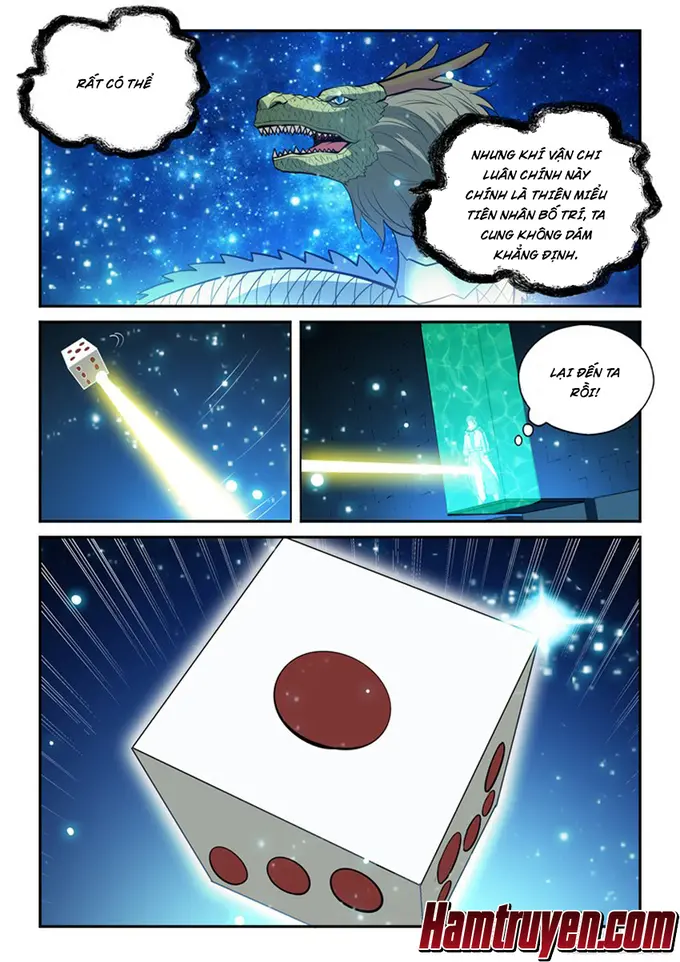 RẤT CÓ THỂ
NHƯNG KHÍ VẬN CHI
LUÂN CHÍNH NÀY
CHÍNH LÀ THIÊN MIỂU
TIÊN NHÂN BỐ TRÍ, TA
CUNG KHÔNG DÁM
KHẲNG ĐỊNH.
LẠI ĐẾN TA
RỒI!
Hamtruyen.com